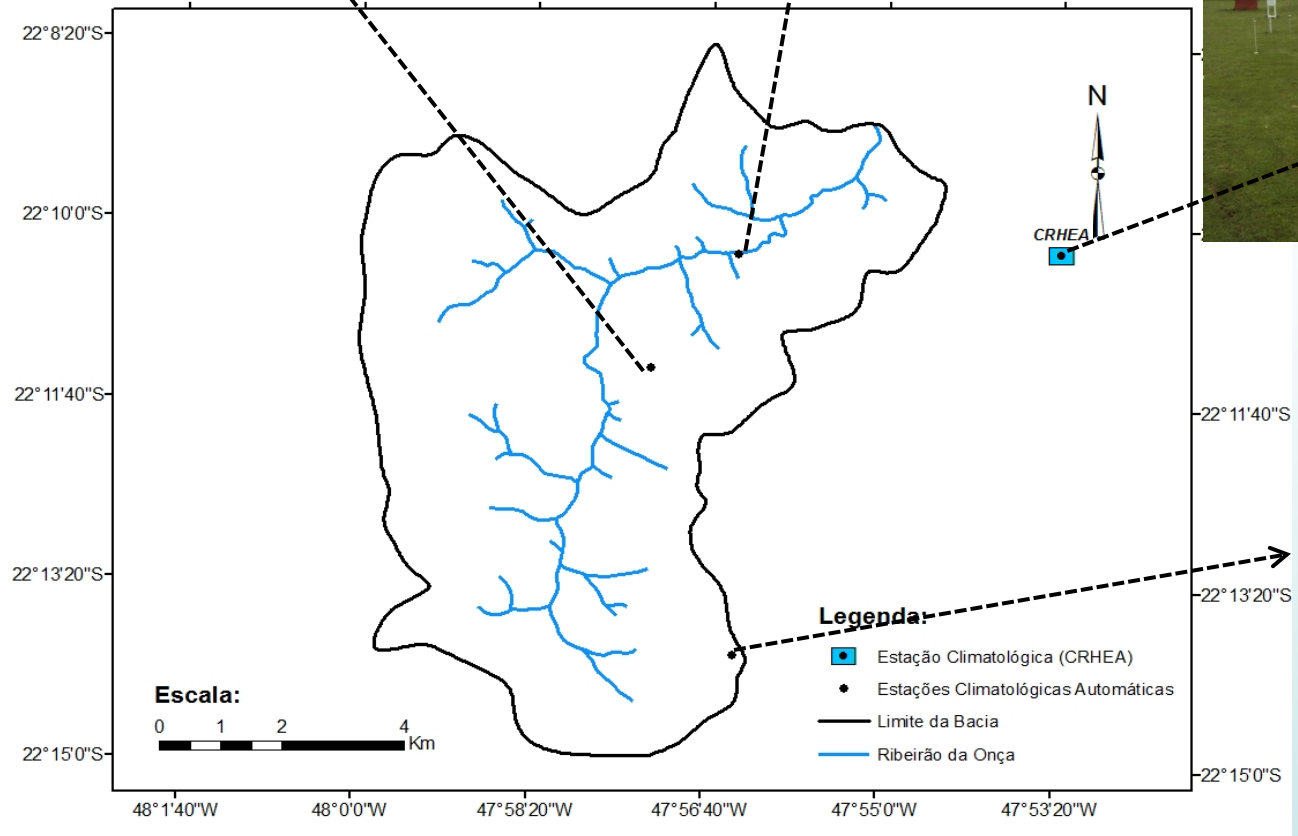 22°8'20"S
22°10'0"S
22°11'40"S
22°13'20"S
22°15'0"S
N
CRHEA
22°11'40"S
22°13'20"S
22°15'0"S
Escala:
0 1 2 4
Km
Legenda:
Estação Climatológica (CRHEA)
Estações Climatológicas Automáticas
Limite da Bacia
Ribeirão da Onça
48°1'40"W 48°0'0"W 47°58'20"W 47°56'40"W 47°55'0"W 47°53'20"W